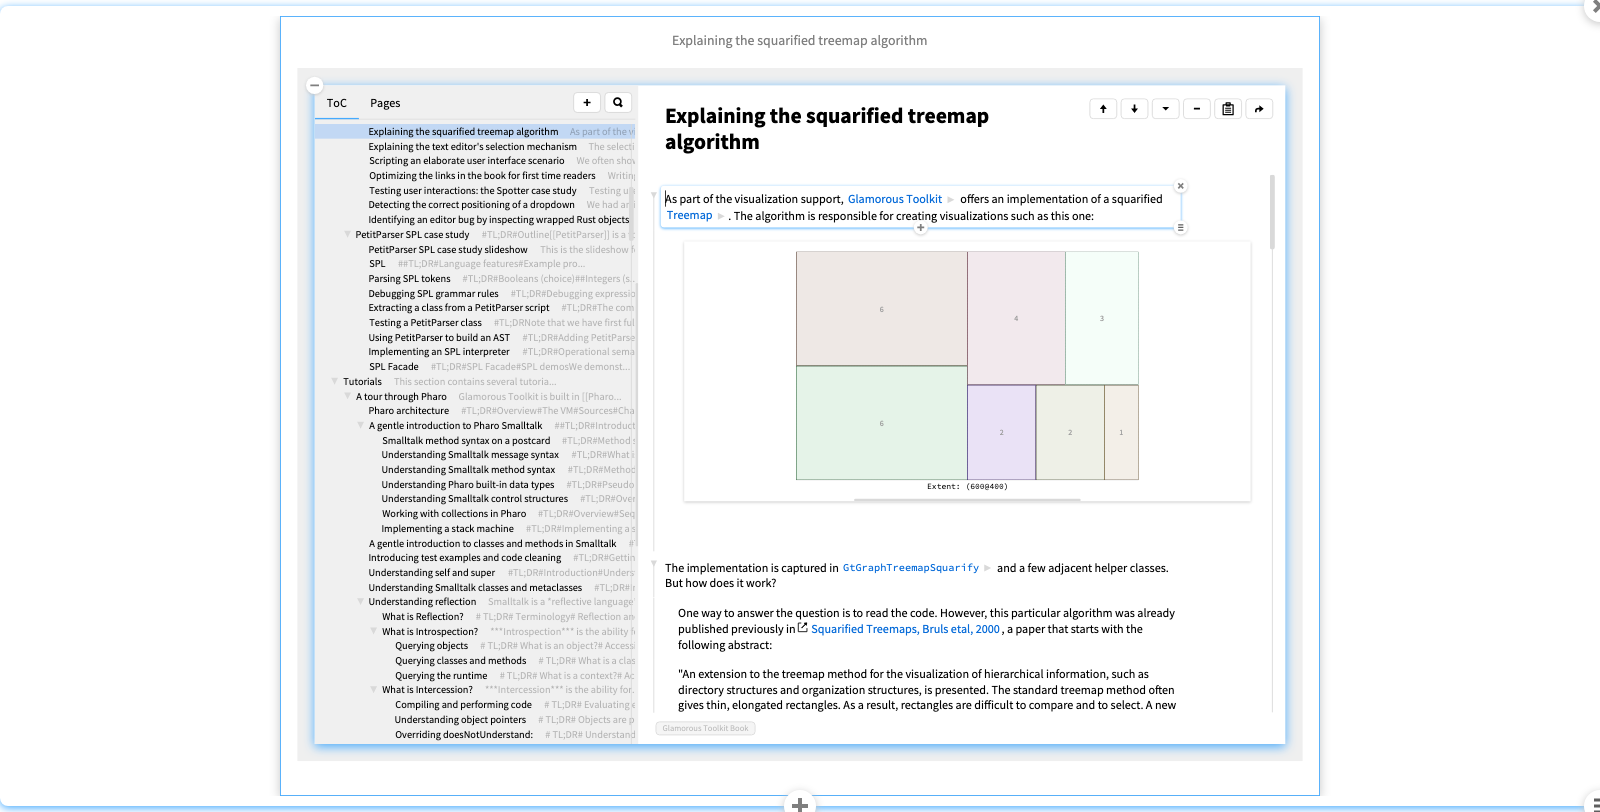 Explaining the squarified treemap algorithm
ToC Pages
Explaining the squarified treemap algorithm As part of the v
Explaining the text editor's selection mechanism The selecti
Scripting an elaborate user interface scenario We often show
Optimizing the links in the book for first time readers Writing
Testing user interactions: the Spotter case study Testing u
Detecting the correct positioning of a dropdown We had an
Identifying an editor bug by inspecting wrapped Rust objects
PetitParser SPL case study #TL;DR#Outline[[PetitParser]] is a
PetitParser SPL case study slideshow This is the slideshow f
SPL ##TL;DR#Language features#Example pro...
Parsing SPL tokens #TL;DR#Booleans (choice)##Integers (s...
Debugging SPL grammar rules #TL;DR#Debugging expressio
Extracting a class from a PetitParser script #TL;DR#The com
Testing a PetitParser class #TL;DRNote that we have first ful
Using PetitParser to build an AST #TL;DR#Adding PetitParse
Implementing an SPL interpreter #TL;DR#Operational sema
SPL Facade #TL;DR#SPL Facade#SPL demosWe demonst...
Tutorials This section contains several tutoria...
A tour through Pharo Glamorous Toolkit is built in [[Pharo...
Pharo architecture #TL;DR#Overview#The VM#Sources#Cha
A gentle introduction to Pharo Smalltalk ##TL;DR#Introduct
Smalltalk method syntax on a postcard #TL;DR#Method s
Understanding Smalltalk message syntax #TL;DR#What i
Understanding Smalltalk method syntax #TL;DR#Method
Understanding Pharo built-in data types #TL;DR#Pseudo
Understanding Smalltalk control structures #TL;DR#Over
Working with collections in Pharo #TL;DR#Overview#Seq
Implementing a stack machine #TL;DR#Implementing a s
A gentle introduction to classes and methods in Smalltalk #
Introducing test examples and code cleaning #TL;DR#Gettin
Understanding self and super #TL;DR#Introduction#Unders
Understanding Smalltalk classes and metaclasses #TL;DR#
Understanding reflection Smalltalk is a *reflective language*
What is Reflection? # TL;DR# Terminology# Reflection an
What is Introspection? ***Introspection*** is the ability f
Querying objects # TL;DR# What is an object?# Access
Querying classes and methods # TL;DR# What is a clas
Querying the runtime # TL;DR# What is a context?# Ac
What is Intercession? ***Intercession*** is the ability for...
Compiling and performing code # TL;DR# Evaluating e
Understanding object pointers # TL;DR# Objects are p
Overriding doesNotUnderstand: # TL;DR# Understand
Explaining the squarified treemap
algorithm
As part of the visualization support, Glamorous Toolkit offers an implementation of a squarified
Treemap . The algorithm is responsible for creating visualizations such as this one:
6
4
3
6
2
2
1
Extent: (600@400)
The implementation is captured in GtGraphTreemapSquarify and a few adjacent helper classes.
But how does it work?
One way to answer the question is to read the code. However, this particular algorithm was already
published previously in Squarified Treemaps, Bruls etal, 2000 , a paper that starts with the
following abstract:
"An extension to the treemap method for the visualization of hierarchical information, such as
directory structures and organization structures, is presented. The standard treemap method often
gives thin, elongated rectangles. As a result, rectangles are difficult to compare and to select. A new
Glamorous Toolkit Book